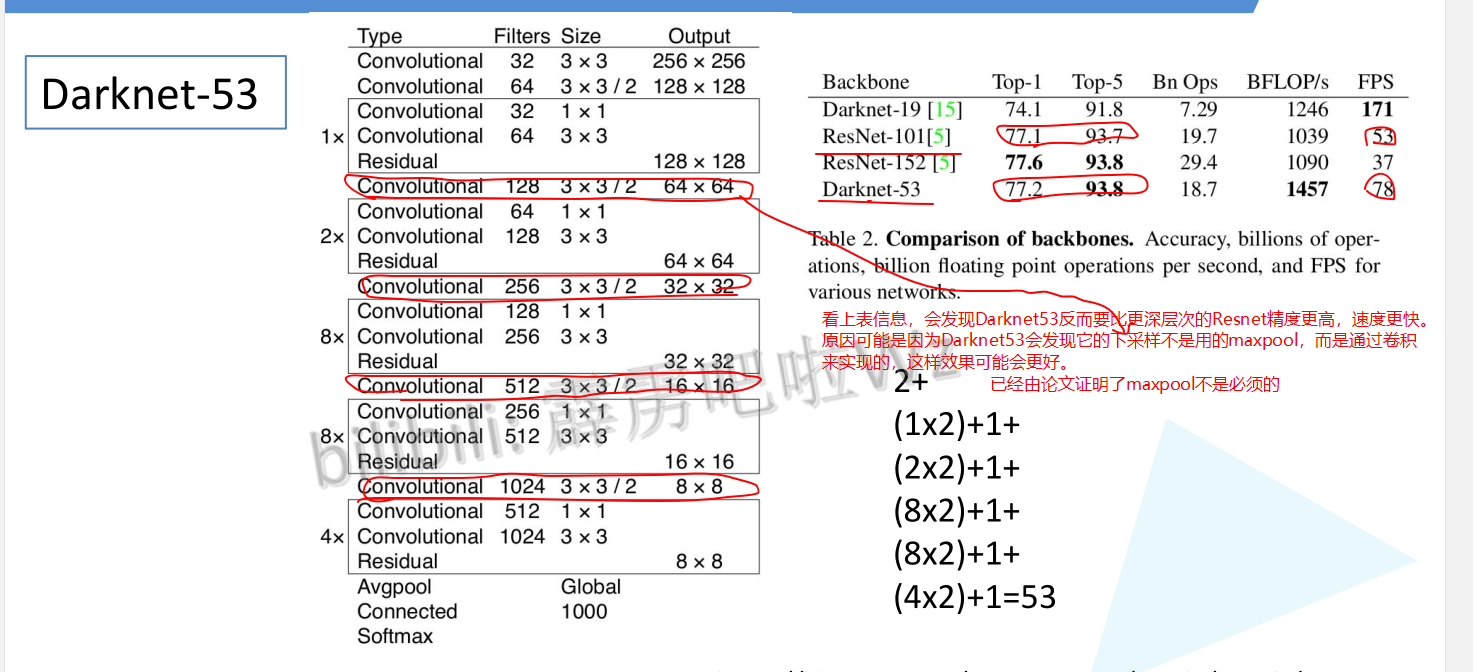 Darknet-53
Type Filters Size Output
Convolutional 32 3 × 3 256 × 256
Convolutional 64 3 × 3 / 2 128 × 128
Convolutional 32 1 × 1
1× Convolutional 64 3 × 3
Residual 128 × 128
Convolutional 128 3 × 3 / 2 64 × 64
Convolutional 64 1 × 1
2× Convolutional 128 3 × 3
Residual 64 × 64
Convolutional 256 3 × 3 / 2 32 × 32
Convolutional 128 1 × 1
8× Convolutional 256 3 × 3
Residual 32 × 32
Convolutional 512 3 × 3 / 2 16 × 16
Convolutional 256 1 × 1
8× Convolutional 512 3 × 3
Residual 16 × 16
Convolutional 1024 3 × 3 / 2 8 × 8
Convolutional 512 1 × 1
4× Convolutional 1024 3 × 3
Residual 8 × 8
Avgpool Global
Connected 1000
Softmax
bilibili: 霹雳吧啦Wz
Backbone Top-1 Top-5 Bn Ops BFLOP/s FPS
Darknet-19 [15] 74.1 91.8 7.29 1246 171
ResNet-101[5] 77.1 93.7 19.7 1039 53
ResNet-152 [5] 77.6 93.8 29.4 1090 37
Darknet-53 77.2 93.8 18.7 1457 78
Table 2. Comparison of backbones. Accuracy, billions of oper-
ations, billion floating point operations per second, and FPS for
various networks.
看上表信息，会发现Darknet53反而要比更深层次的Resnet精度更高，速度更快。
原因可能是因为Darknet53会发现它的下采样不是用的maxpool，而是通过卷积
来实现的，这样效果可能会更好。
已经由论文证明了maxpool不是必须的
2+
(1x2)+1+
(2x2)+1+
(8x2)+1+
(8x2)+1+
(4x2)+1=53